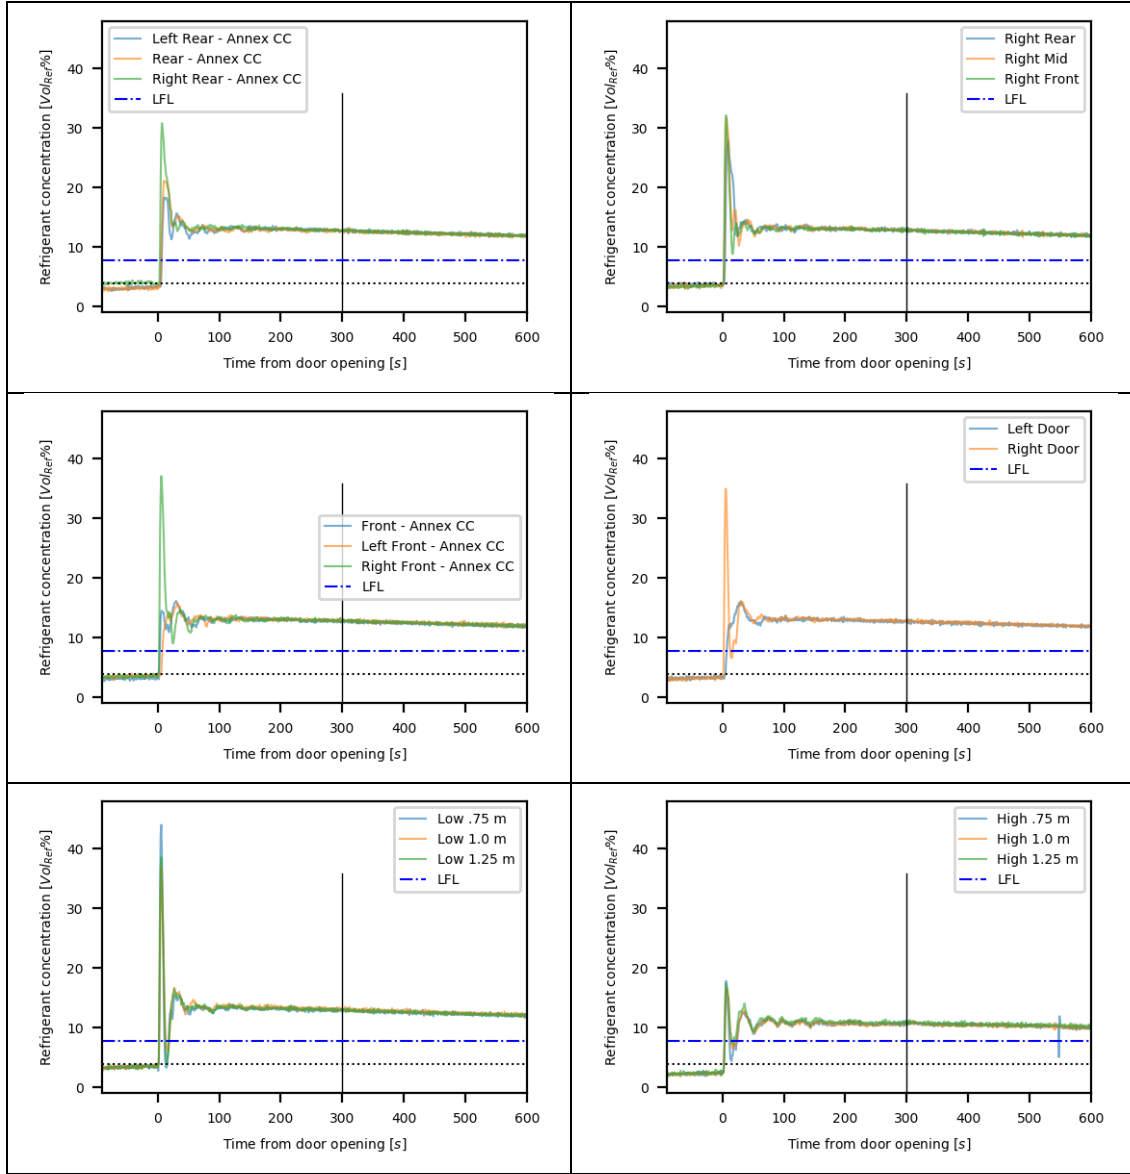 Refrigerant concentration [Vol_Ref%]
Left Rear - Annex CC
Rear - Annex CC
Right Rear - Annex CC
LFL
40
30
20
10
0
0 100 200 300 400 500 600
Time from door opening [s]
Refrigerant concentration [Vol_Ref%]
Right Rear
Right Mid
Right Front
LFL
40
30
20
10
0
0 100 200 300 400 500 600
Time from door opening [s]
Refrigerant concentration [Vol_Ref%]
Front - Annex CC
Left Front - Annex CC
Right Front - Annex CC
LFL
40
30
20
10
0
0 100 200 300 400 500 600
Time from door opening [s]
Refrigerant concentration [Vol_Ref%]
Left Door
Right Door
LFL
40
30
20
10
0
0 100 200 300 400 500 600
Time from door opening [s]
Refrigerant concentration [Vol_Ref%]
Low .75 m
Low 1.0 m
Low 1.25 m
LFL
40
30
20
10
0
0 100 200 300 400 500 600
Time from door opening [s]
Refrigerant concentration [Vol_Ref%]
High .75 m
High 1.0 m
High 1.25 m
LFL
40
30
20
10
0
0 100 200 300 400 500 600
Time from door opening [s]